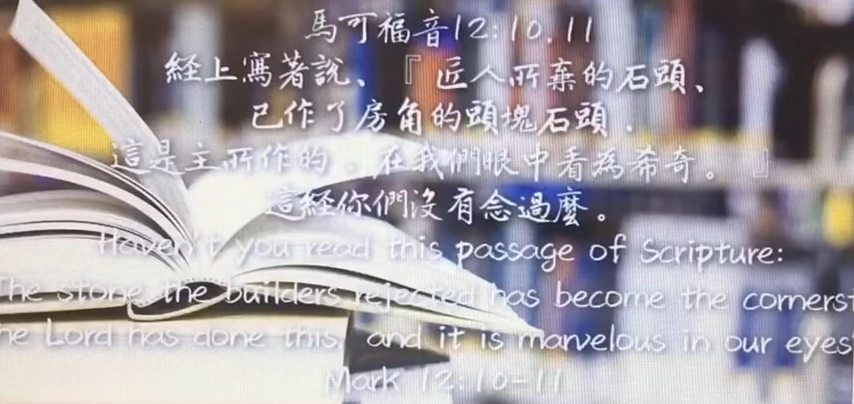 馬可福音12:10.11
經上寫著說、『匠人所棄的石頭、
已作了房角的頭塊石頭.
這是主所作的。在我們眼中看為希奇。』
這經你們沒有念過麼。
Haven't you read this passage of Scripture:
The stone the builders rejected has become the cornerst
he Lord has done this, and it is marvelous in our eyes
Mark 12:10-11